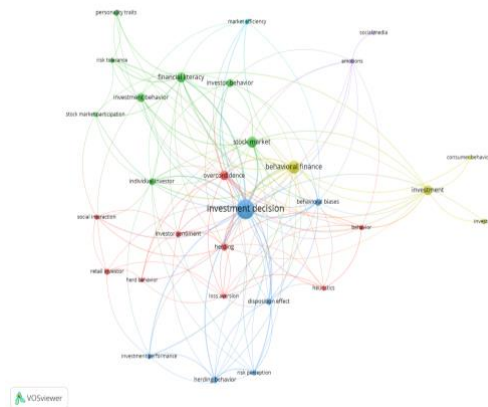 personality traits
market efficiency
social media
emotions
risk tolerance
financial literacy
investor behavior
investment behavior
stock market participation
stock market
consumer behavio
overconfidence
behavioral finance
individual investor
investment
behavioral biases
investment decision
social interaction
behavior
investor sentiment
herding
retail investor
herd behavior
heuristics
loss aversion
disposition effect
investment performance
risk perception
herding behavior
VOSviewer